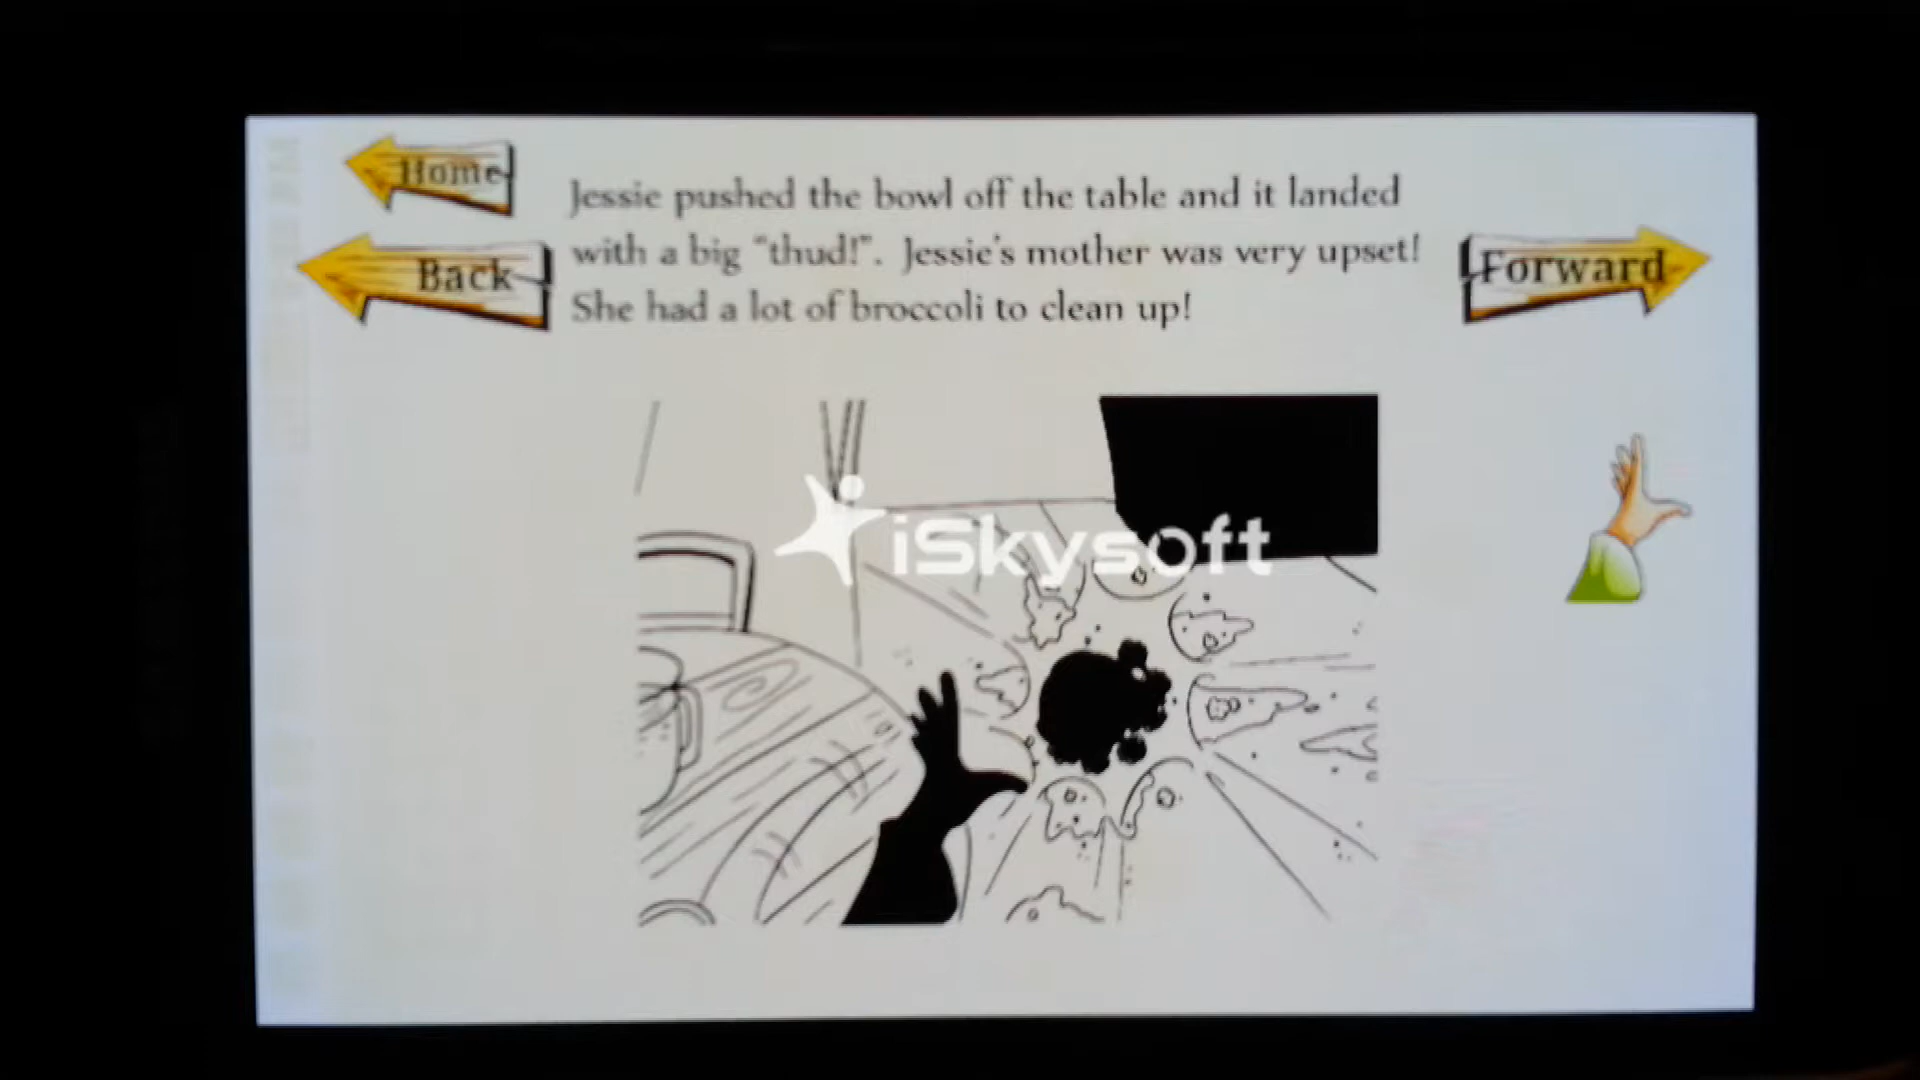 Home
Jessie pushed the bowl off the table and it landed
with a big "thud!". Jessie's mother was very upset!
Back
Forward
She had a lot of broccoli to clean up!
iSkysoft